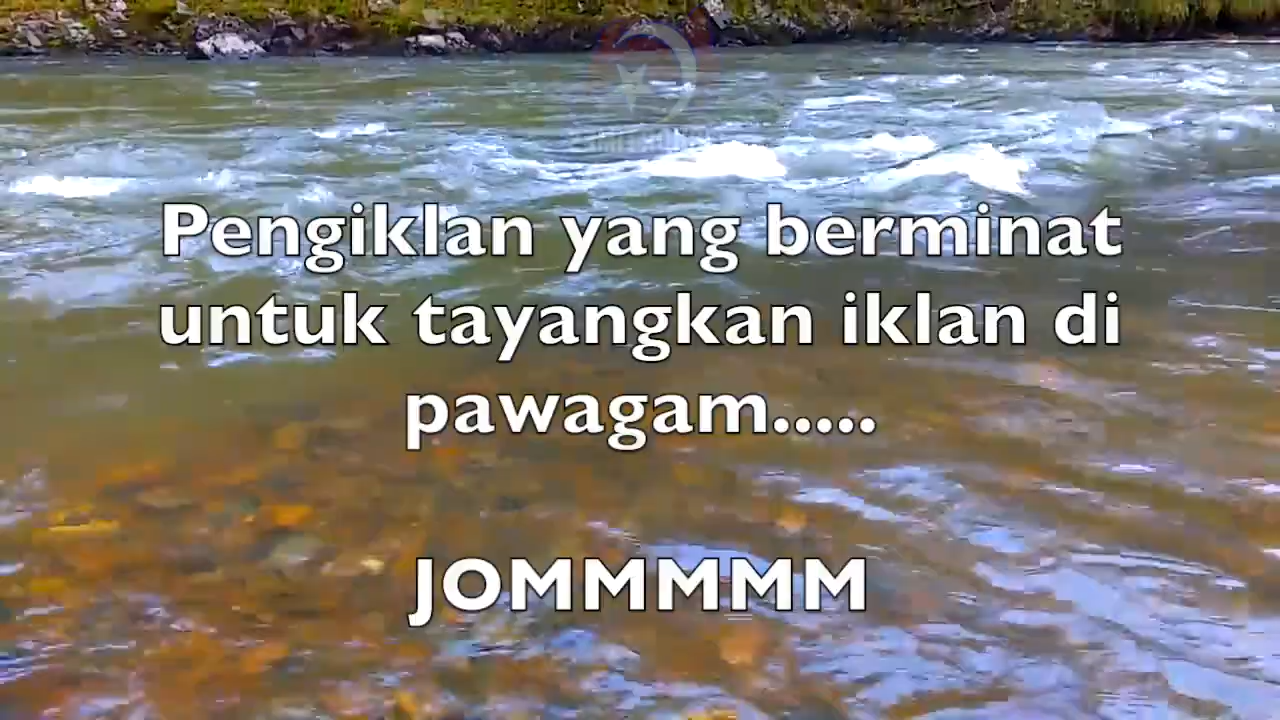 Pengiklan yang berminat
untuk tayangkan iklan di
pawagam.....
JOMMMMM